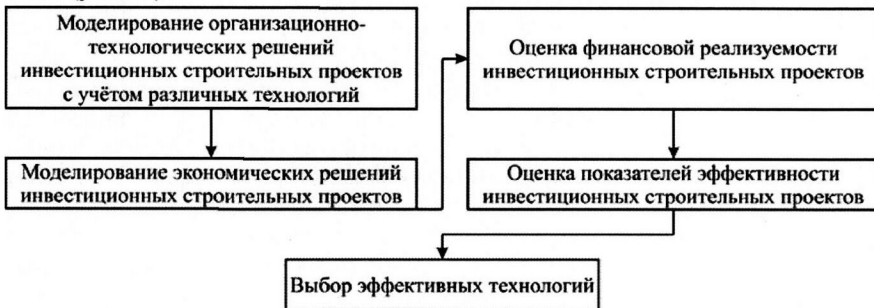 Моделирование организационно-
технологических решений
инвестиционных строительных проектов
с учётом различных технологий
Моделирование экономических решений
инвестиционных строительных проектов
Оценка финансовой реализуемости
инвестиционных строительных проектов
Оценка показателей эффективности
инвестиционных строительных проектов
Выбор эффективных технологий